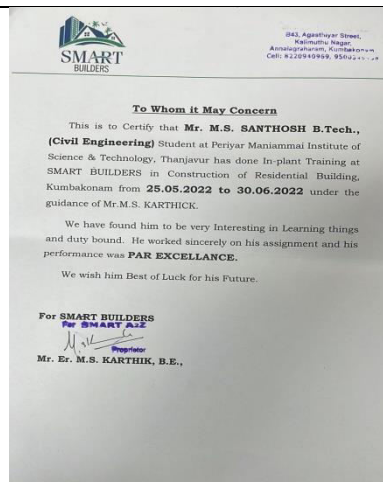 SMART
BUILDERS
B43, Agasthiyar Street,
Kalimuthu Nagar,
Annalagraharam, Kumbakonam
Cell: 8220940969,
To Whom it May Concern
This is to Certify that Mr. M.S. SANTHOSH B.Tech.,
(Civil Engineering) Student at Periyar Maniammai Institute of
Science & Technology, Thanjavur has done In-plant Training at
SMART BUILDERS in Construction of Residential Building,
Kumbakonam from 25.05.2022 to 30.06.2022 under the
guidance of Mr.M.S. KARTHICK.
We have found him to be very Interesting in Learning things
and duty bound. He worked sincerely on his assignment and his
performance was PAR EXCELLANCE.
We wish him Best of Luck for his Future.
For SMART BUILDERS
For SMART A2Z
Proprietor
Mr. Er. M.S. KARTHIK, B.E.,